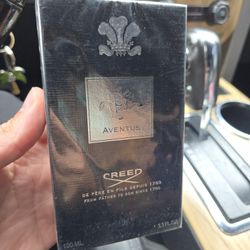 AVENTUS
CREED
DE PÈRE EN FILS DEPUIS 1760
FROM FATHER TO SON SINCE 1760
100 ML
3.3 FL.OZ